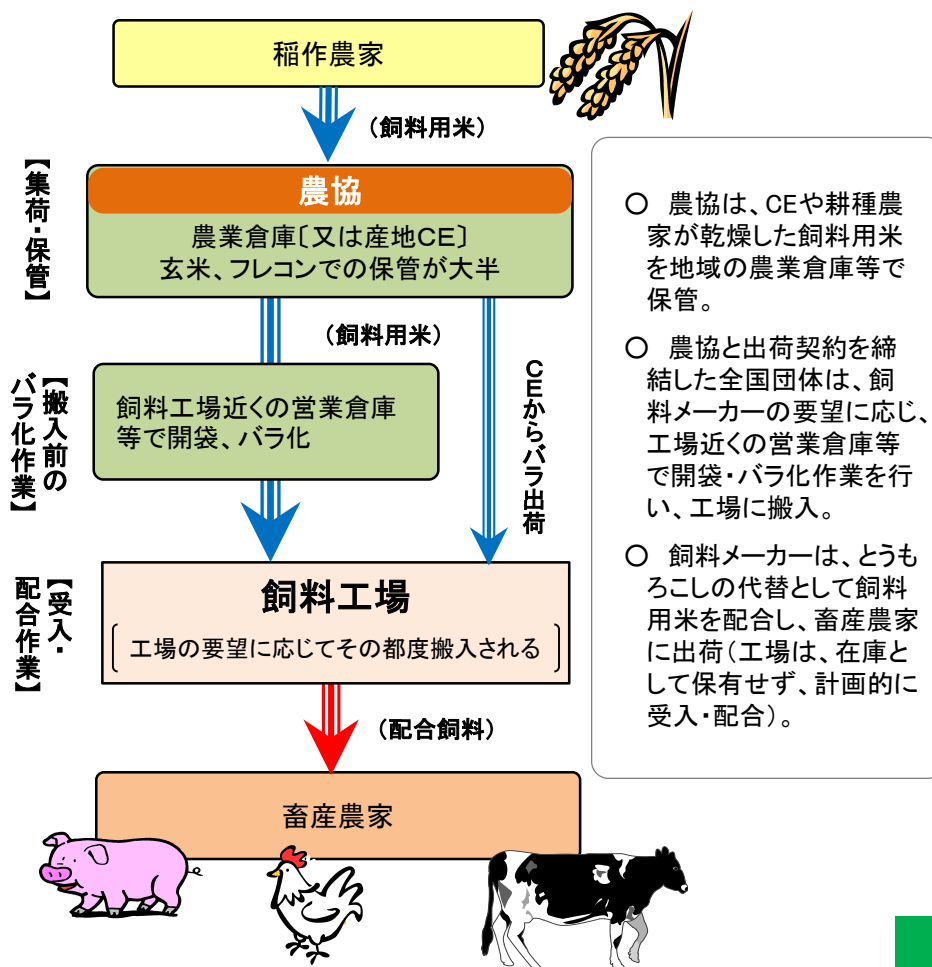 稲作農家
（飼料用米）
【集荷・保管】
農協
農業倉庫〔又は産地CE〕
玄米、フレコンでの保管が大半
（飼料用米）
CEからバラ出荷
【搬入前の
バラ化作業】
飼料工場近くの営業倉庫
等で開袋、バラ化
【受入・
配合作業】
飼料工場
工場の要望に応じてその都度搬入される
（配合飼料）
畜産農家
○　農協は、CEや耕種農
家が乾燥した飼料用米
を地域の農業倉庫等で
保管。
○　農協と出荷契約を締
結した全国団体は、飼
料メーカーの要望に応じ、
工場近くの営業倉庫等
で開袋・バラ化作業を行
い、工場に搬入。
○　飼料メーカーは、とうも
ろこしの代替として飼料
用米を配合し、畜産農家
に出荷（工場は、在庫と
して保有せず、計画的に
受入・配合）。